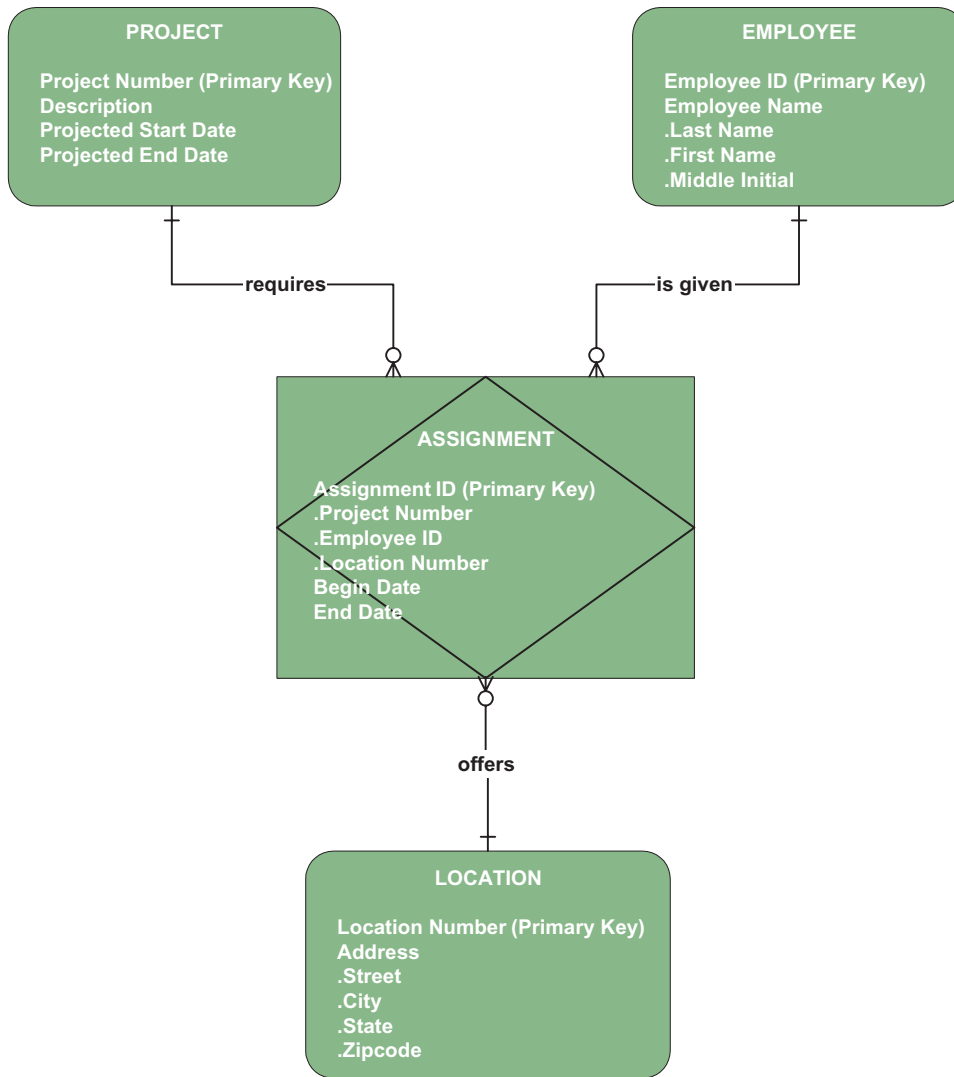 PROJECT
Project Number (Primary Key)
Description
Projected Start Date
Projected End Date
EMPLOYEE
Employee ID (Primary Key)
Employee Name
.Last Name
.First Name
.Middle Initial
requires
is given
ASSIGNMENT
Assignment ID (Primary Key)
.Project Number
.Employee ID
.Location Number
Begin Date
End Date
offers
LOCATION
Location Number (Primary Key)
Address
.Street
.City
.State
.Zipcode